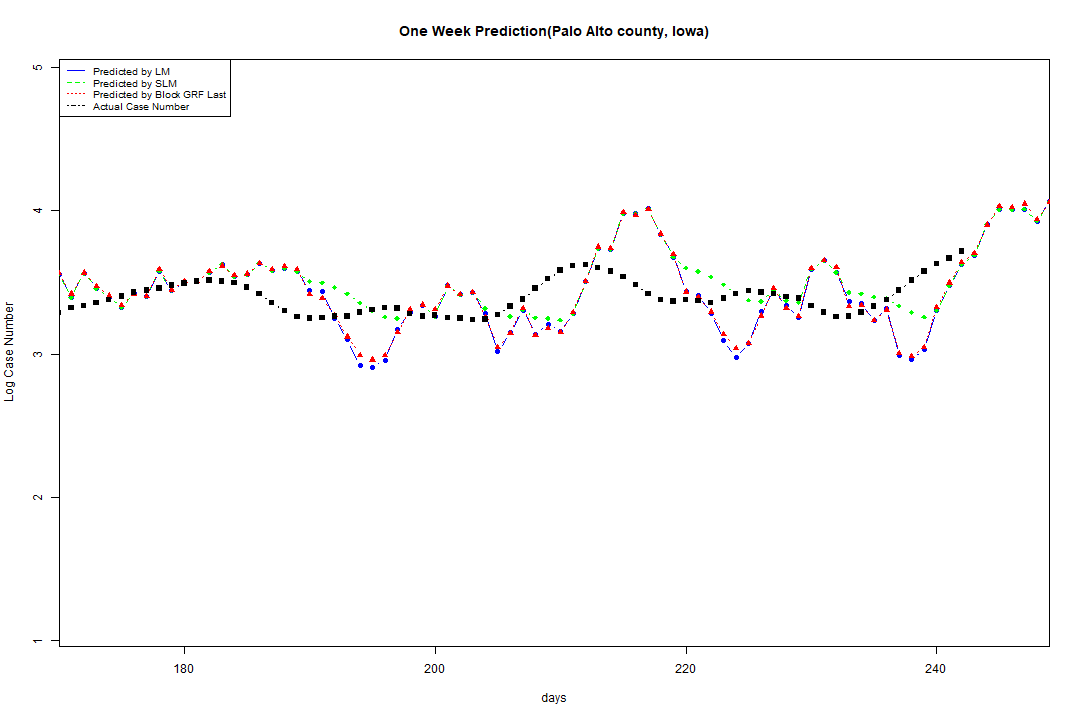 One Week Prediction(Palo Alto county, Iowa)
Predicted by LM
Predicted by SLM
Predicted by Block GRF Last
Actual Case Number
5
4
3
2
1
Log Case Number
180 200 220 240
days